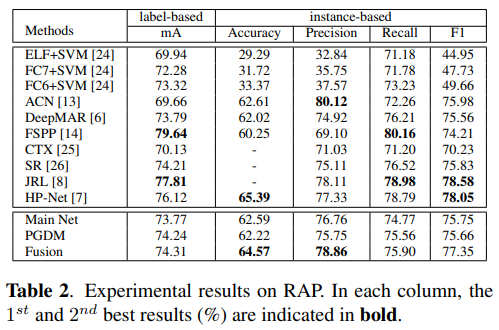 label-based instance-based
Methods mA Accuracy Precision Recall F1
ELF+SVM [24] 69.94 29.29 32.84 71.18 44.95
FC7+SVM [24] 72.28 31.72 35.75 71.78 47.73
FC6+SVM [24] 73.32 33.37 37.57 73.23 49.66
ACN [13] 69.66 62.61 80.12 72.26 75.98
DeepMAR [6] 73.79 62.02 74.92 76.21 75.56
FSPP [14] 79.64 60.25 69.10 80.16 74.21
CTX [25] 70.13 - 71.03 71.20 70.23
SR [26] 74.21 - 75.11 76.52 75.83
JRL [8] 77.81 - 78.11 78.98 78.58
HP-Net [7] 76.12 65.39 77.33 78.79 78.05
Main Net 73.77 62.59 76.76 74.77 75.75
PGDM 74.24 62.22 75.75 75.56 75.66
Fusion 74.31 64.57 78.86 75.90 77.35
Table 2. Experimental results on RAP. In each column, the
1st and 2nd best results (%) are indicated in bold.